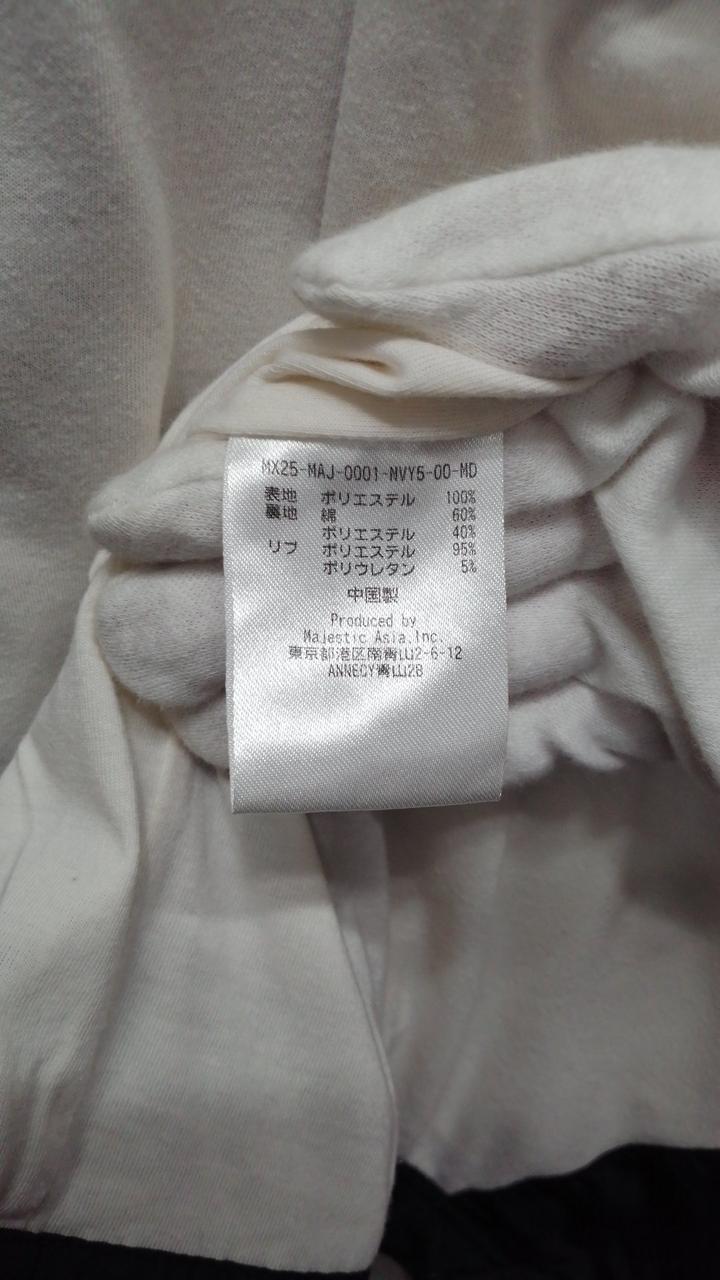 MX25-MAJ-0001-NVY5-00-MD
表地 ポリエステル 100%
裏地 綿 60%
ポリエステル 40%
リブ ポリエステル 95%
ポリウレタン 5%
中国製
Produced by
Majestic Asia.Inc.
東京都港区南青山2-6-12
ANNECY青山2B